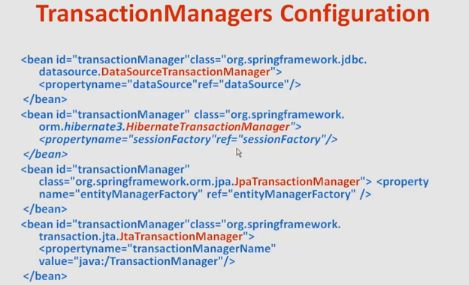 TransactionManagers Configuration
<bean id="transactionManager"class="org.springframework.jdbc.
datasource.DataSourceTransactionManager">
<propertyname="dataSource"ref="dataSource"/>
</bean>
<bean id="transactionManager" class="org.springframework.
orm.hibernate3.HibernateTransactionManager">
<propertyname="sessionFactory"ref="sessionFactory"/>
</bean>
<bean id="transactionManager"
class="org.springframework.orm.jpa.JpaTransactionManager"> <property
name="entityManagerFactory" ref="entityManagerFactory" />
</bean>
<bean id="transactionManager"class="org.springframework.
transaction.jta.JtaTransactionManager">
<propertyname="transactionManagerName"
value="java:/TransactionManager"/>
</bean>